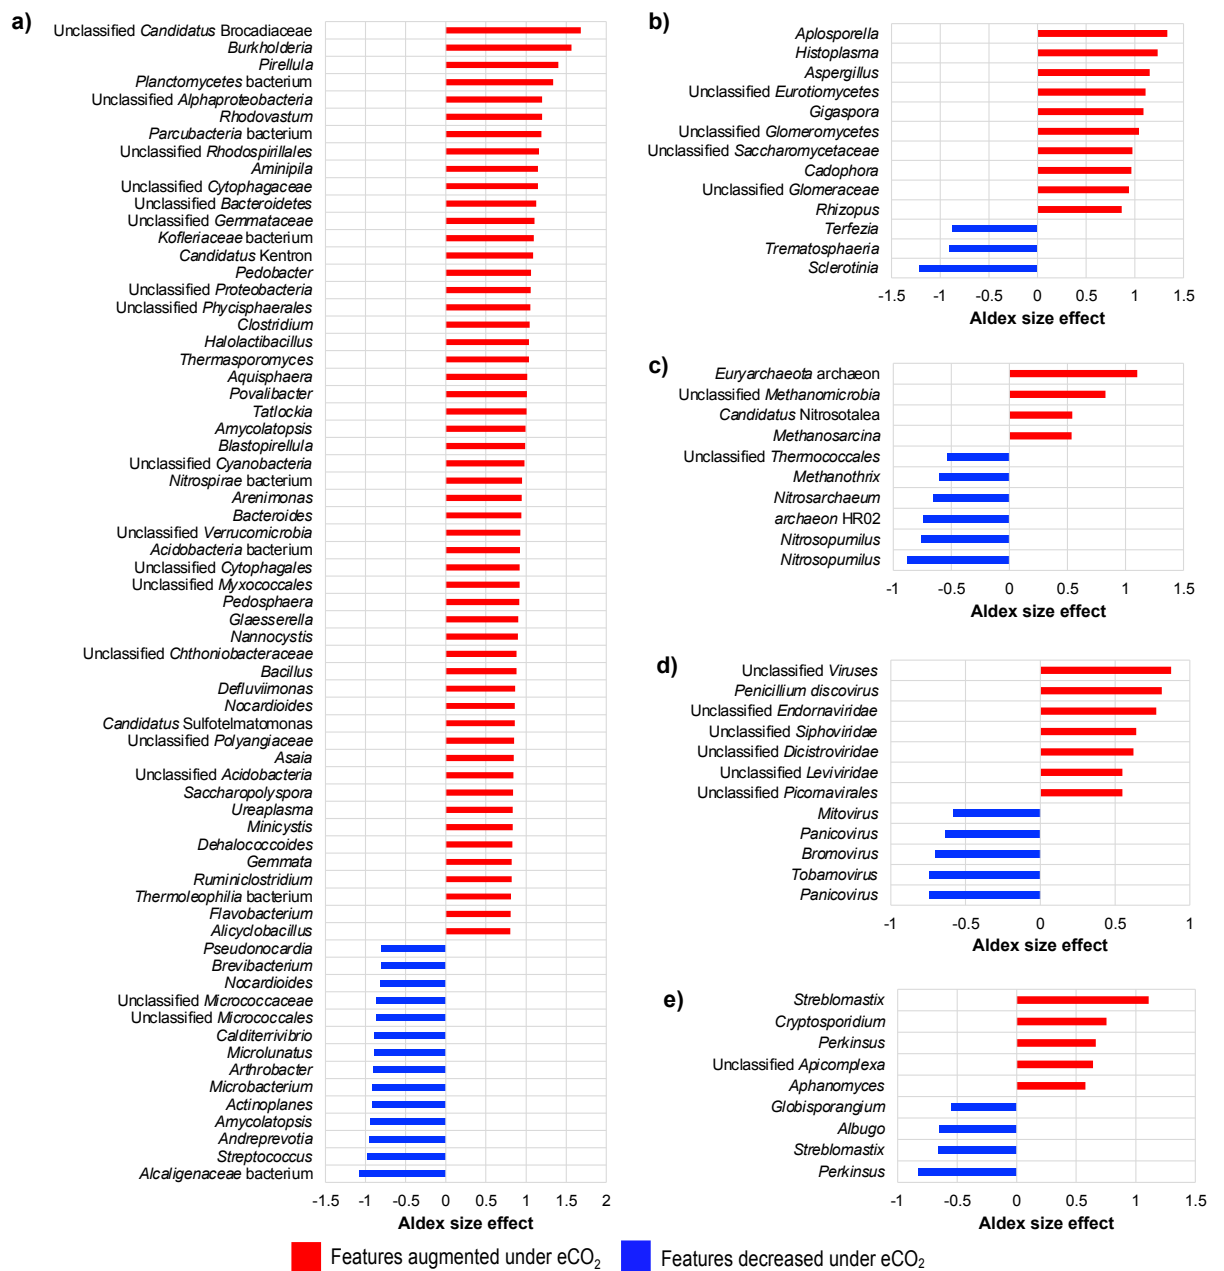 a)
Unclassified Candidatus Brocadiaceae
Burkholderia
Pirellula
Planctomycetes bacterium
Unclassified Alphaproteobacteria
Rhodovastum
Parcubacteria bacterium
Unclassified Rhodospirillales
Aminipila
Unclassified Cytophagaceae
Unclassified Bacteroidetes
Unclassified Gemmataceae
Kofleriaceae bacterium
Candidatus Kentron
Pedobacter
Unclassified Proteobacteria
Unclassified Phycisphaerales
Clostridium
Halolactibacillus
Thermasporomyces
Aquisphaera
Povalibacter
Tatlockia
Amycolatopsis
Blastopirellula
Unclassified Cyanobacteria
Nitrospirae bacterium
Arenimonas
Bacteroides
Unclassified Verrucomicrobia
Acidobacteria bacterium
Unclassified Cytophagales
Unclassified Myxococcales
Pedosphaera
Glaesserella
Nannocystis
Unclassified Chthoniobacteraceae
Bacillus
Defluviimonas
Nocardioides
Candidatus Sulfotelmatomonas
Unclassified Polyangiaceae
Asaia
Unclassified Acidobacteria
Saccharopolyspora
Ureaplasma
Minicystis
Dehalococcoides
Gemmata
Ruminiclostridium
Thermoleophilia bacterium
Flavobacterium
Alicyclobacillus
Pseudonocardia
Brevibacterium
Nocardioides
Unclassified Micrococcaceae
Unclassified Micrococcales
Calditerrivibrio
Microlunatus
Arthrobacter
Microbacterium
Actinoplanes
Amycolatopsis
Andreprevotia
Streptococcus
Alcaligenaceae bacterium
-1.5 -1 -0.5 0 0.5 1 1.5 2
Aldex size effect
b)
Aplosporella
Histoplasma
Aspergillus
Unclassified Eurotiomycetes
Gigaspora
Unclassified Glomeromycetes
Unclassified Saccharomycetaceae
Cadophora
Unclassified Glomeraceae
Rhizopus
Terfezia
Trematosphaeria
Sclerotinia
-1.5 -1 -0.5 0 0.5 1 1.5
Aldex size effect
c)
Euryarchaeota archæon
Unclassified Methanomicrobia
Candidatus Nitrosotalea
Methanosarcina
Unclassified Thermococcales
Methanothrix
Nitrosarchaeum
archaeon HR02
Nitrosopumilus
Nitrosopumilus
-1 -0.5 0 0.5 1 1.5
Aldex size effect
d)
Unclassified Viruses
Penicillium discovirus
Unclassified Endornaviridae
Unclassified Siphoviridae
Unclassified Dicistroviridae
Unclassified Leviviridae
Unclassified Picornavirales
Mitovirus
Panicovirus
Bromovirus
Tobamovirus
Panicovirus
-1 -0.5 0 0.5 1
Aldex size effect
e)
Streblomastix
Cryptosporidium
Perkinsus
Unclassified Apicomplexa
Aphanomyces
Globisporangium
Albugo
Streblomastix
Perkinsus
-1 -0.5 0 0.5 1 1.5
Aldex size effect
Features augmented under eCO₂
Features decreased under eCO₂